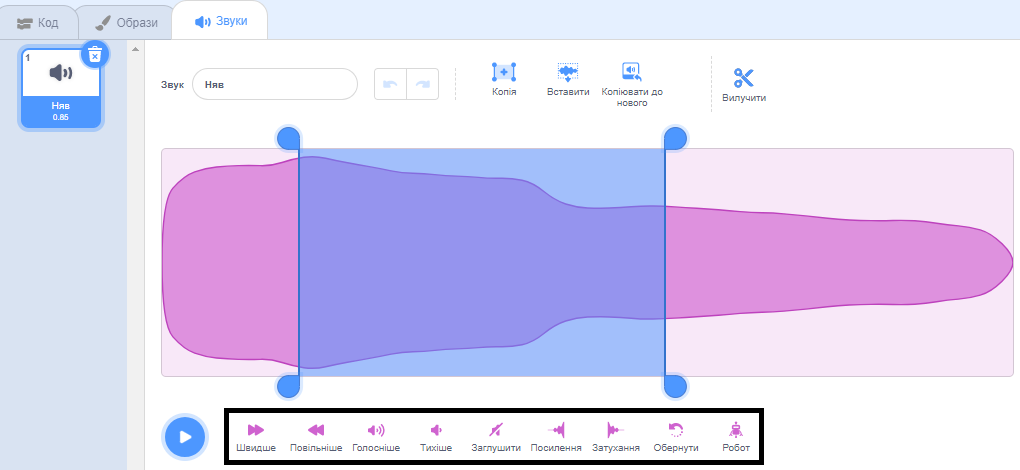 Код
Образи
Звуки
1
Няв
0.85
Звук
Няв
Копія
Вставити
Копіювати до
нового
Вилучити
Швидше
Повільніше
Голосніше
Тихіше
Заглушити
Посилення
Затухання
Обернути
Робот